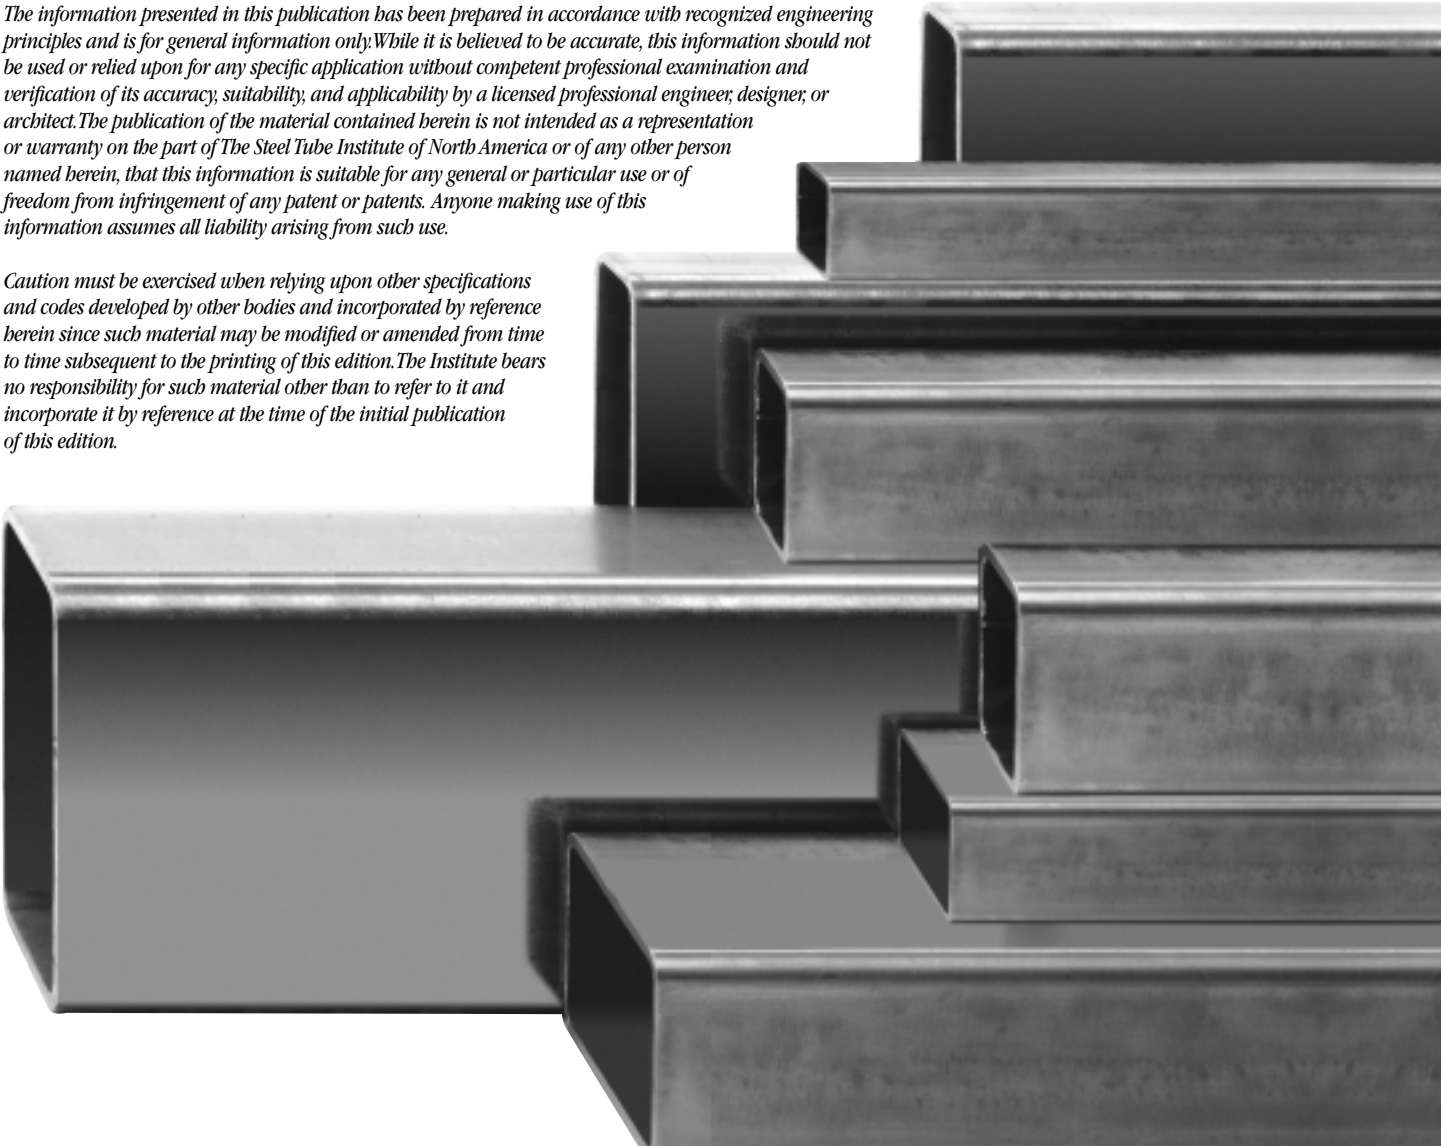 The information presented in this publication has been prepared in accordance with recognized engineering
principles and is for general information only.While it is believed to be accurate, this information should not
be used or relied upon for any specific application without competent professional examination and
verification of its accuracy, suitability, and applicability by a licensed professional engineer, designer, or
architect.The publication of the material contained herein is not intended as a representation
or warranty on the part of The Steel Tube Institute of North America or of any other person
named herein, that this information is suitable for any general or particular use or of
freedom from infringement of any patent or patents. Anyone making use of this
information assumes all liability arising from such use.
Caution must be exercised when relying upon other specifications
and codes developed by other bodies and incorporated by reference
herein since such material may be modified or amended from time
to time subsequent to the printing of this edition.The Institute bears
no responsibility for such material other than to refer to it and
incorporate it by reference at the time of the initial publication
of this edition.